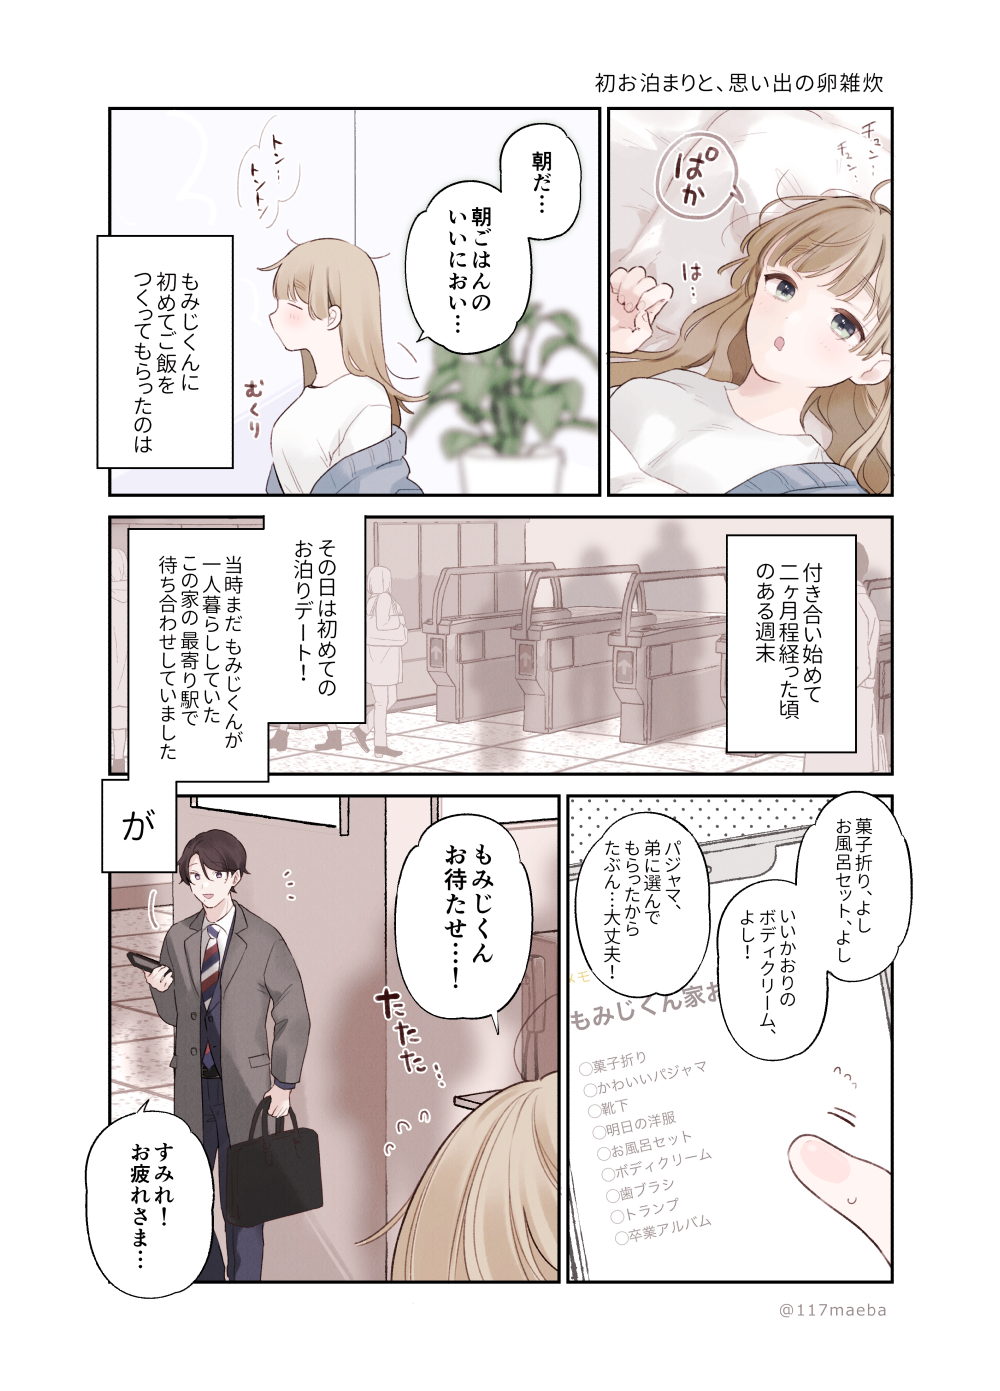 初お泊まりと、思い出の卵雑炊
チュン…
チュン…
ぱか
は…
朝だ…
朝ごはんの
いいにおい…
トン…
トントン
むくり
もみじくんに
初めてご飯を
つくってもらったのは
付き合い始めて
二ヶ月程経った頃
のある週末
その日は初めての
お泊りデート！
当時まだ もみじくんが
一人暮らししていた
この家の 最寄り駅で
待ち合わせしていました
が
菓子折り、よし
お風呂セット、よし
いいかおりの
ボディクリーム、
よし！
パジャマ、
弟に選んで
もらったから
たぶん…大丈夫！
メモ
もみじくん家お
○菓子折り
○かわいいパジャマ
○靴下
○明日の洋服
○お風呂セット
○ボディクリーム
○歯ブラシ
○トランプ
○卒業アルバム
もみじくん
お待たせ…！
たたた…
すみれ！
お疲れさま…
@117maeba